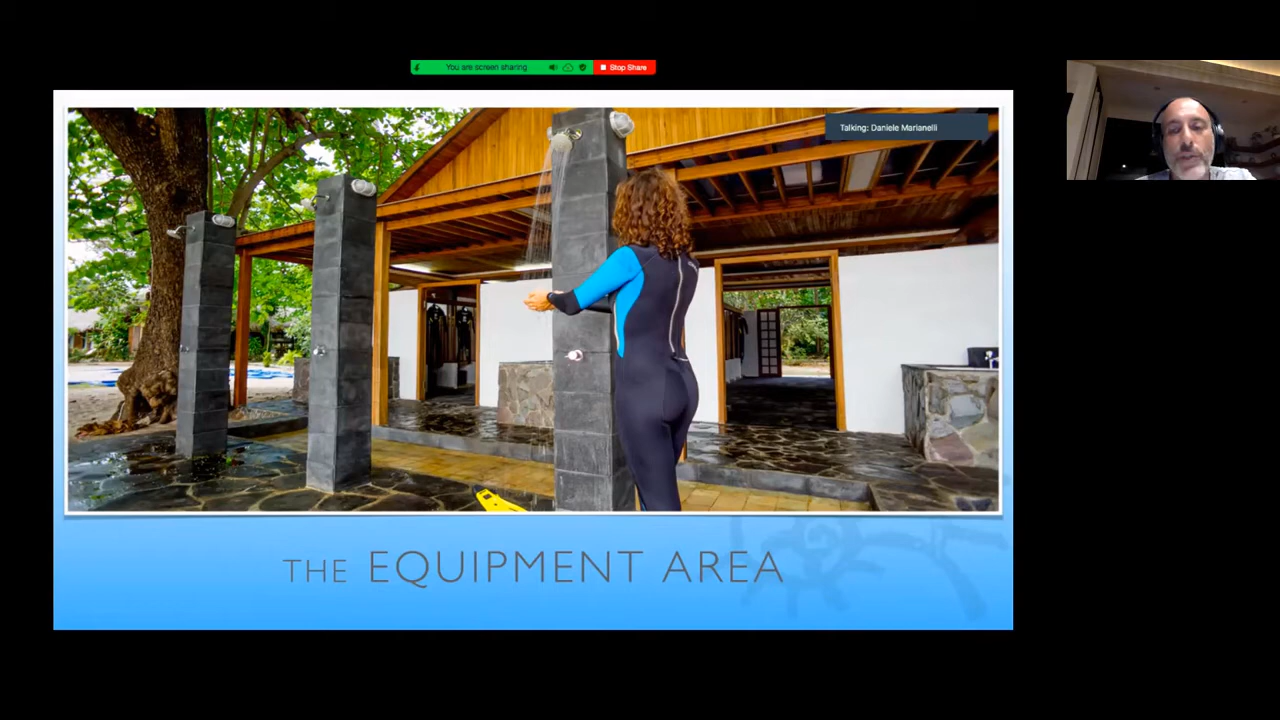 You are screen sharing
Stop Share
Talking: Daniele Marianelli
THE EQUIPMENT AREA